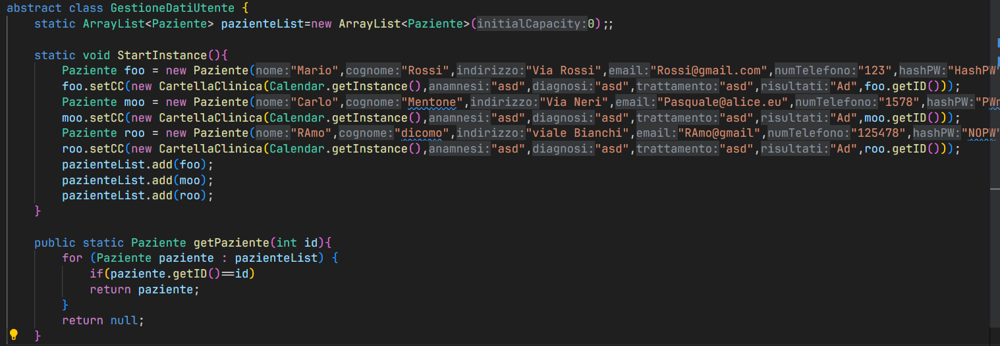 abstract class GestioneDatiUtente {
static ArrayList<Paziente> pazienteList=new ArrayList<Paziente>(initialCapacity:0);;
static void StartInstance(){
Paziente foo = new Paziente(nome:"Mario",cognome:"Rossi",indirizzo:"Via Rossi",email:"Rossi@gmail.com",numTelefono:"123",hashPW:"HashPW"
foo.setCC(new CartellaClinica(Calendar.getInstance(),anamnesi:"asd",diagnosi:"asd",trattamento:"asd",risultati:"Ad",foo.getID()));
Paziente moo = new Paziente(nome:"Carlo",cognome:"Mentone",indirizzo:"Via Neri",email:"Pasquale@alice.eu",numTelefono:"1578",hashPW:
moo.setCC(new CartellaClinica(Calendar.getInstance(),anamnesi:"asd",diagnosi:"asd",trattamento:"asd",risultati:"Ad",moo.getID()));
Paziente roo = new Paziente(nome:"RAmo",cognome:"dicomo",indirizzo:"viale Bianchi",email:"RAmo@gmail",numTelefono:"125478",hashPW:"NOPW"
roo.setCC(new CartellaClinica(Calendar.getInstance(),anamnesi:"asd",diagnosi:"asd",trattamento:"asd",risultati:"Ad",roo.getID()));
pazienteList.add(foo);
pazienteList.add(moo);
pazienteList.add(roo);
}
public static Paziente getPaziente(int id){
for (Paziente paziente : pazienteList) {
if(paziente.getID()==id)
return paziente;
}
return null;
}